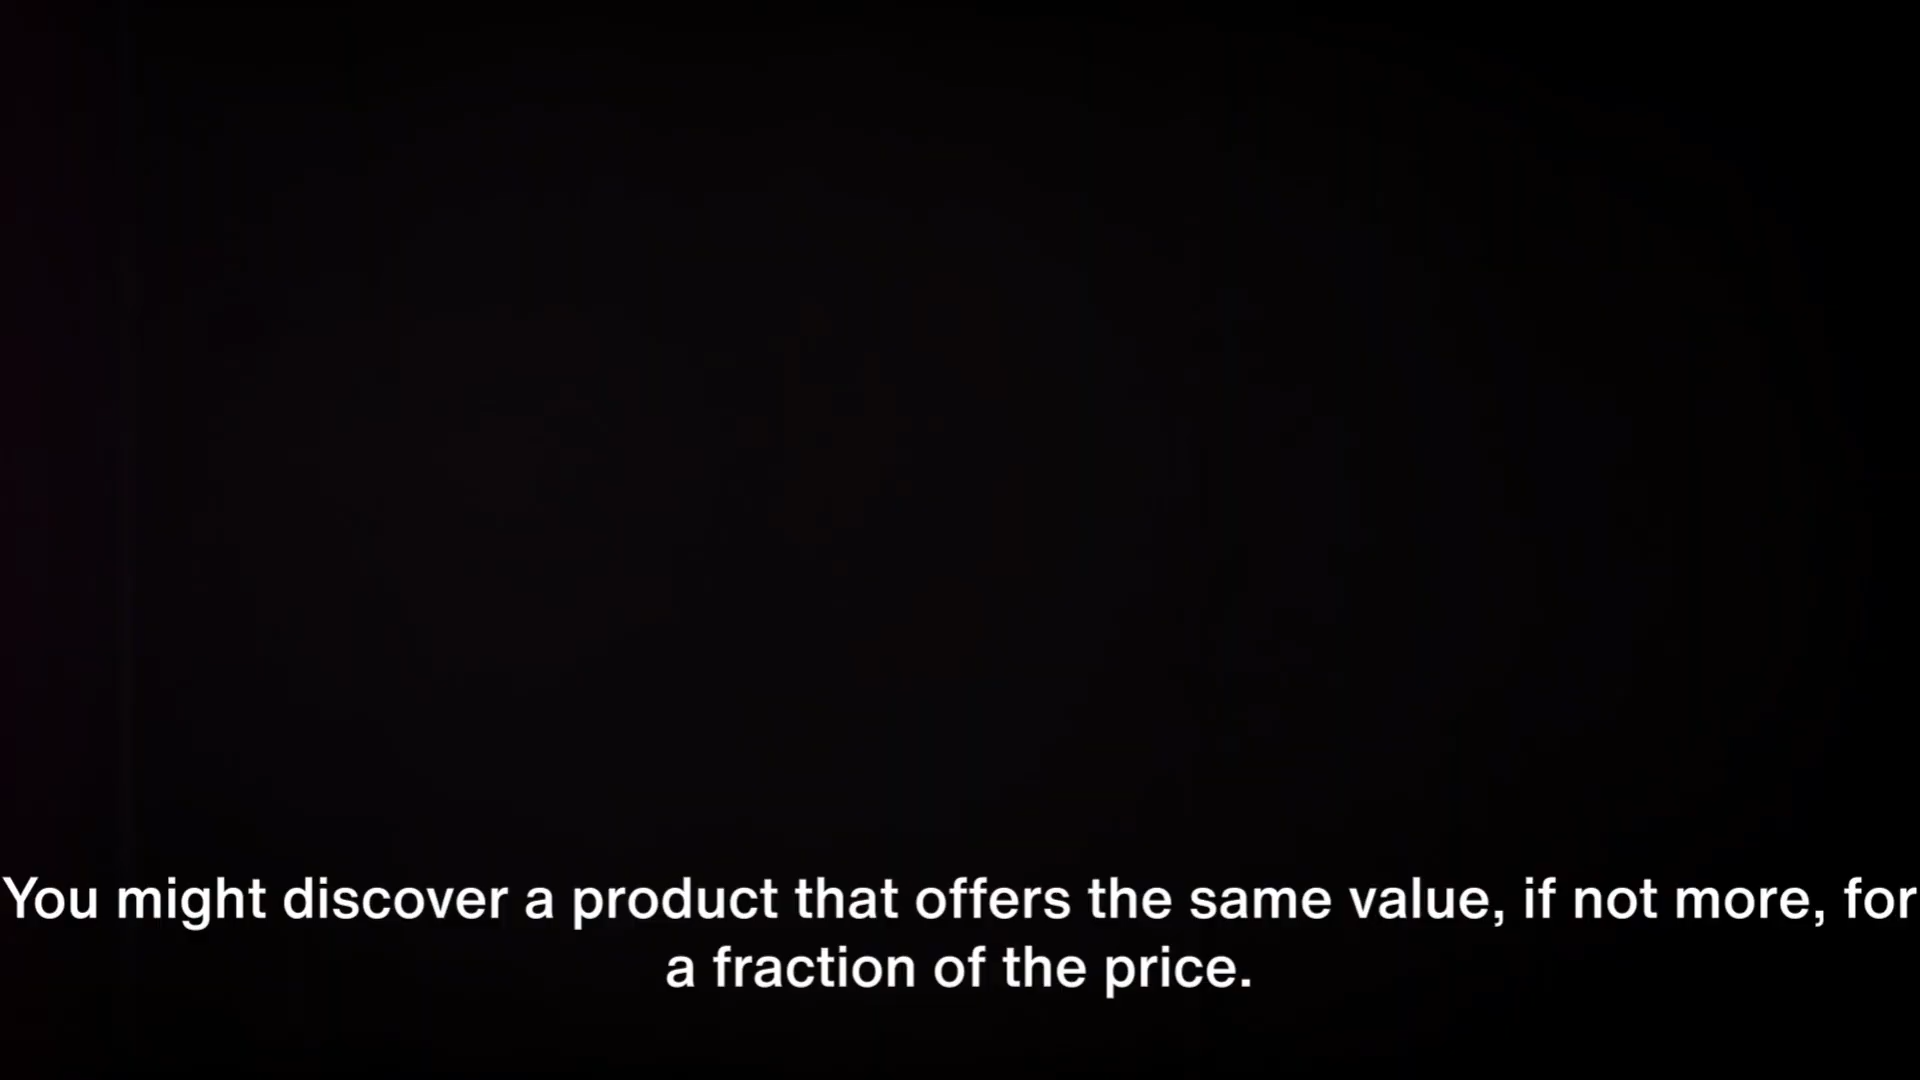 You might discover a product that offers the same value, if not more, for
a fraction of the price.